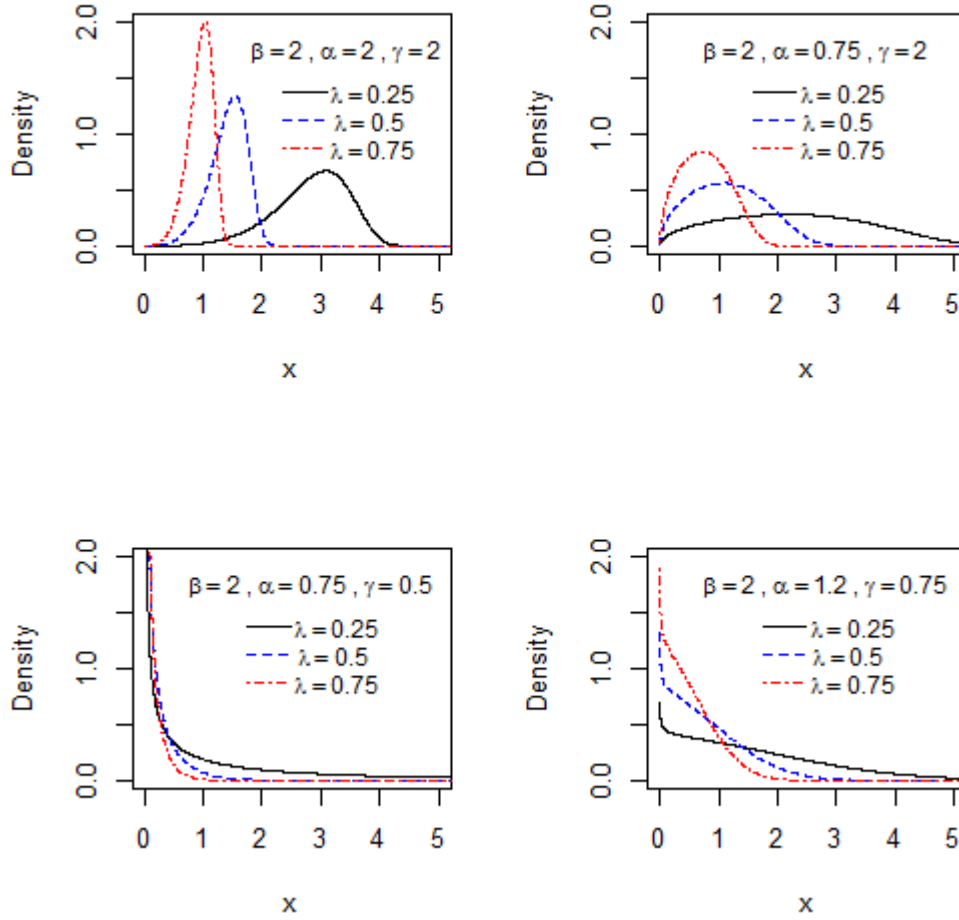 β = 2 , α = 2 , γ = 2
λ = 0.25
λ = 0.5
λ = 0.75
Density
0.0 1.0 2.0
0 1 2 3 4 5
x
β = 2 , α = 0.75 , γ = 2
λ = 0.25
λ = 0.5
λ = 0.75
Density
0.0 1.0 2.0
0 1 2 3 4 5
x
β = 2 , α = 0.75 , γ = 0.5
λ = 0.25
λ = 0.5
λ = 0.75
Density
0.0 1.0 2.0
0 1 2 3 4 5
x
β = 2 , α = 1.2 , γ = 0.75
λ = 0.25
λ = 0.5
λ = 0.75
Density
0.0 1.0 2.0
0 1 2 3 4 5
x